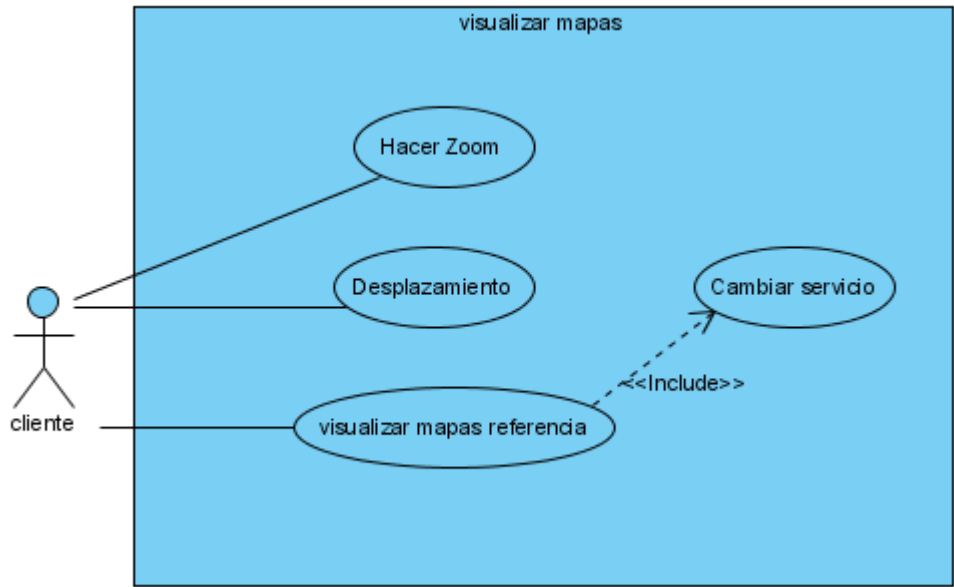 visualizar mapas
Hacer Zoom
Desplazamiento
Cambiar servicio
<<Include>>
cliente
visualizar mapas referencia